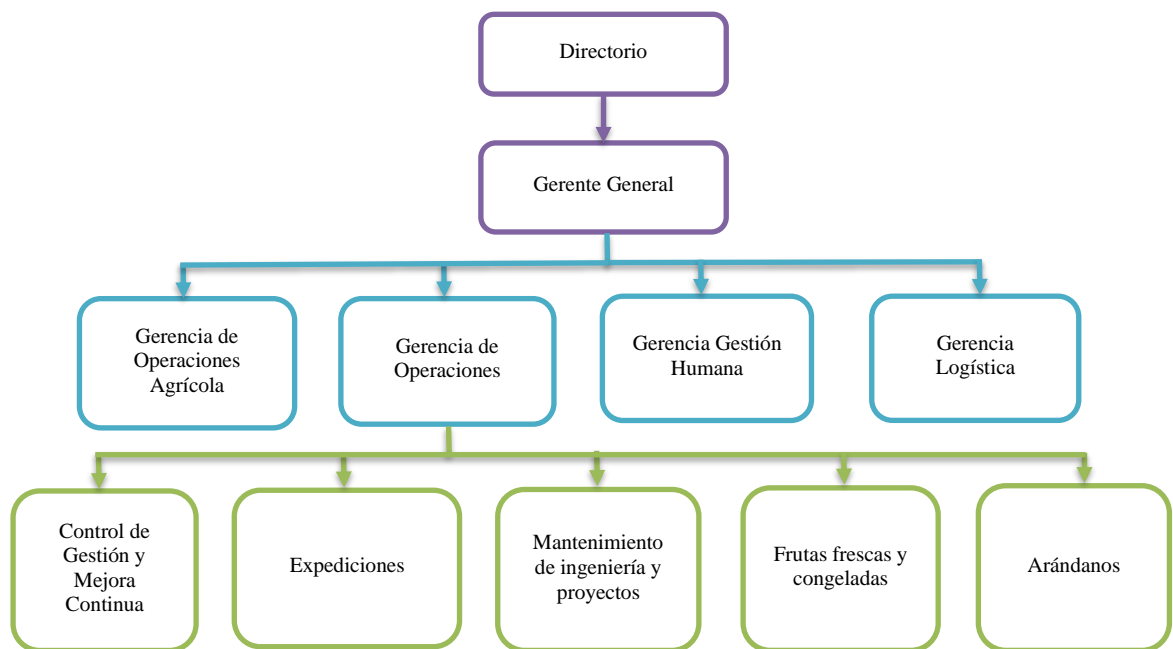 Directorio
Gerente General
Gerencia de
Operaciones
Agrícola
Gerencia de
Operaciones
Gerencia Gestión
Humana
Gerencia
Logística
Control de
Gestión y
Mejora
Continua
Expediciones
Mantenimiento
de ingeniería y
proyectos
Frutas frescas y
congeladas
Arándanos